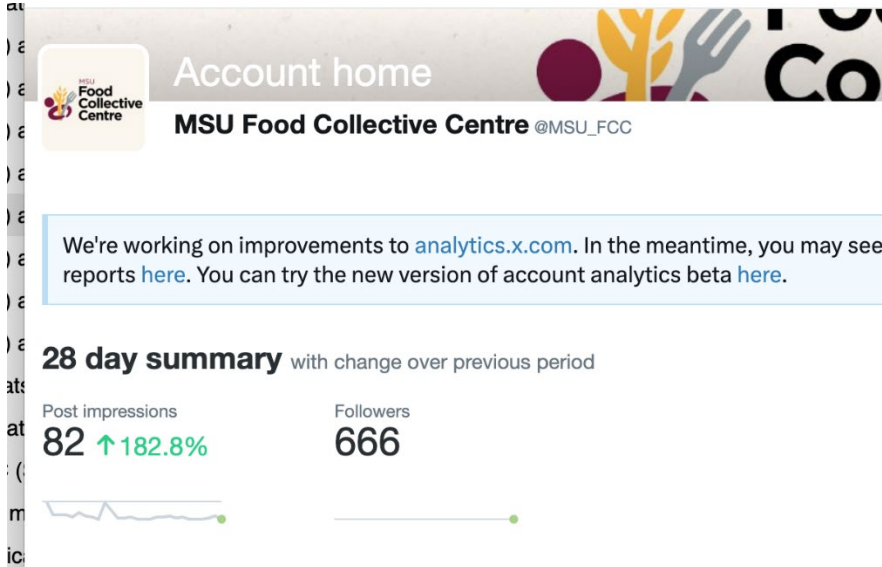 Account home
MSU
Food
Collective
Centre
MSU Food Collective Centre @MSU_FCC
We're working on improvements to analytics.x.com. In the meantime, you may see
reports here. You can try the new version of account analytics beta here.
28 day summary with change over previous period
Post impressions
82 ↑ 182.8%
Followers
666